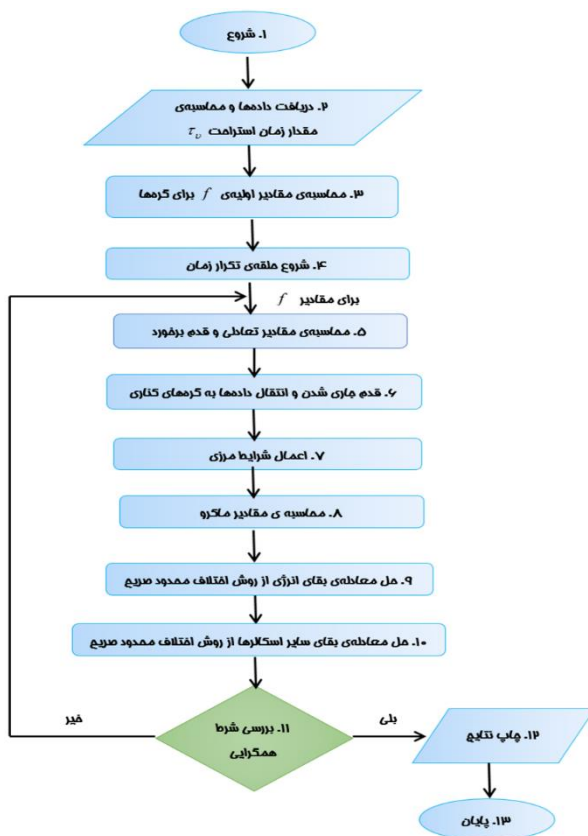 ۱. شروع
۲. دریافت داده‌ها و محاسبه‌ی
مقدار زمان استراحت τ_υ
۳. محاسبه‌ی مقادیر اولیه‌ی f برای گره‌ها
۴. شروع حلقه‌ی تکرار زمان
برای مقادیر f
۵. محاسبه‌ی مقادیر تعادلی و قدم برخورد
۶. قدم جاری شدن و انتقال داده‌ها به گره‌های کناری
۷. اعمال شرایط مرزی
۸. محاسبه ی مقادیر ماکرو
۹. حل معادله‌ی بقای انرژی از روش اختلاف محدود صریح
۱۰. حل معادله‌ی بقای سایر اسکالرها از روش اختلاف محدود صریح
۱۱. بررسی شرط
همگرایی
خیر
بلی
۱۲. چاپ نتایج
۱۳. پایان